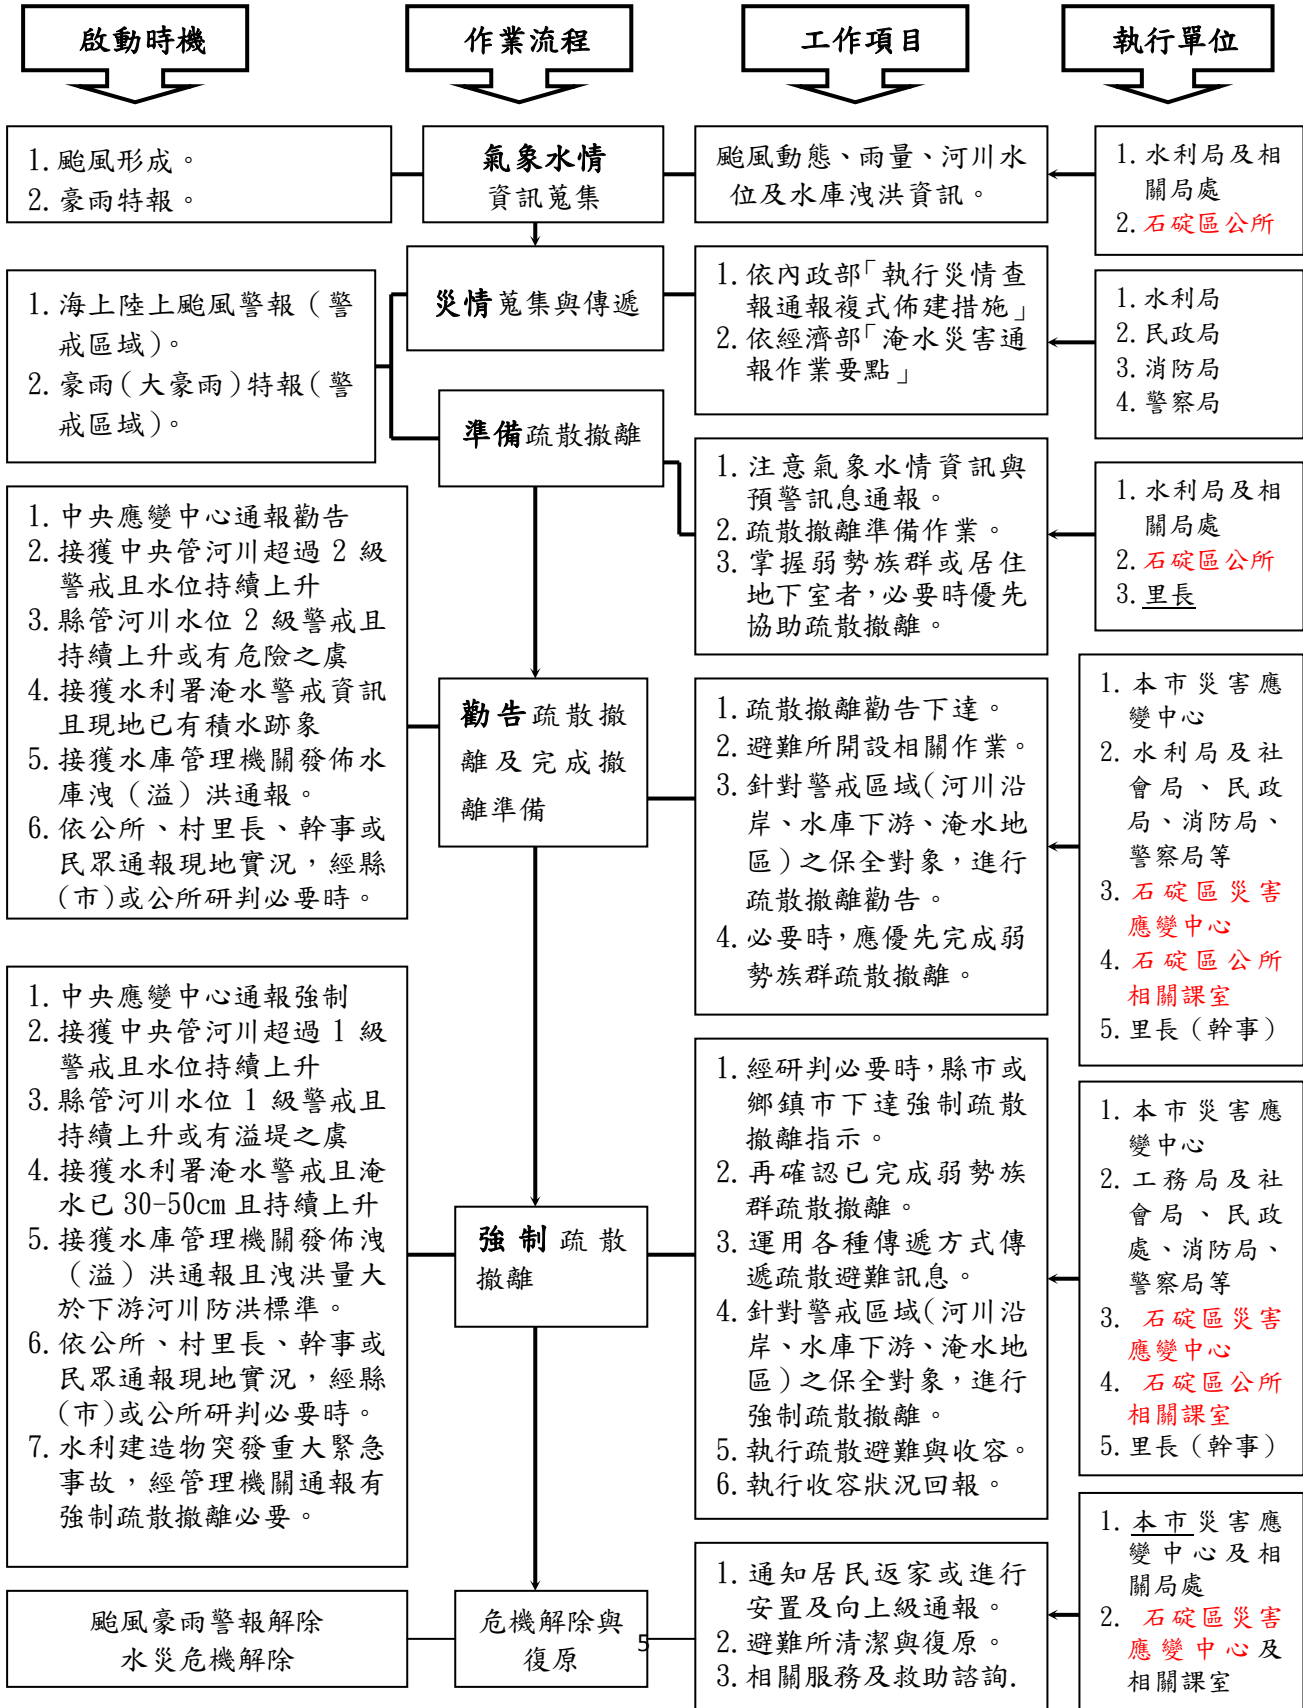 啟動時機
作業流程
工作項目
執行單位
1.颱風形成。
2.豪雨特報。
氣象水情
資訊蒐集
颱風動態、雨量、河川水
位及水庫洩洪資訊。
1.水利局及相
關局處
2.石碇區公所
1.海上陸上颱風警報（警
戒區域）。
2.豪雨(大豪雨)特報(警
戒區域)。
災情蒐集與傳遞
1.依內政部「執行災情查
報通報複式佈建措施」
2.依經濟部「淹水災害通
報作業要點」
1.水利局
2.民政局
3.消防局
4.警察局
準備疏散撤離
1.注意氣象水情資訊與
預警訊息通報。
2.疏散撤離準備作業。
3.掌握弱勢族群或居住
地下室者，必要時優先
協助疏散撤離。
1.水利局及相
關局處
2.石碇區公所
3.里長
1.中央應變中心通報勸告
2.接獲中央管河川超過 2 級
警戒且水位持續上升
3.縣管河川水位 2 級警戒且
持續上升或有危險之虞
4.接獲水利署淹水警戒資訊
且現地已有積水跡象
5.接獲水庫管理機關發佈水
庫洩（溢）洪通報。
6.依公所、村里長、幹事或
民眾通報現地實況，經縣
(市)或公所研判必要時。
勸告疏散撤
離及完成撤
離準備
1.疏散撤離勸告下達。
2.避難所開設相關作業。
3.針對警戒區域(河川沿
岸、水庫下游、淹水地
區)之保全對象，進行
疏散撤離勸告。
4.必要時，應優先完成弱
勢族群疏散撤離。
1.本市災害應
變中心
2.水利局及社
會局、民政
局、消防局、
警察局等
3.石碇區災害
應變中心
4.石碇區公所
相關課室
5.里長（幹事）
1.中央應變中心通報強制
2.接獲中央管河川超過 1 級
警戒且水位持續上升
3.縣管河川水位 1 級警戒且
持續上升或有溢堤之虞
4.接獲水利署淹水警戒且淹
水已 30-50cm 且持續上升
5.接獲水庫管理機關發佈洩
（溢）洪通報且洩洪量大
於下游河川防洪標準。
6.依公所、村里長、幹事或
民眾通報現地實況，經縣
(市)或公所研判必要時。
7.水利建造物突發重大緊急
事故，經管理機關通報有
強制疏散撤離必要。
強制疏散
撤離
1.經研判必要時，縣市或
鄉鎮市下達強制疏散
撤離指示。
2.再確認已完成弱勢族
群疏散撤離。
3.運用各種傳遞方式傳
遞疏散避難訊息。
4.針對警戒區域(河川沿
岸、水庫下游、淹水地
區)之保全對象，進行
強制疏散撤離。
5.執行疏散避難與收容。
6.執行收容狀況回報。
1.本市災害應
變中心
2.工務局及社
會局、民政
處、消防局、
警察局等
3. 石碇區災害
應變中心
4. 石碇區公所
相關課室
5.里長（幹事）
颱風豪雨警報解除
水災危機解除
危機解除與
復原
5
1.通知居民返家或進行
安置及向上級通報。
2.避難所清潔與復原。
3.相關服務及救助諮詢.
1.本市災害應
變中心及相
關局處
2.石碇區災害
應變中心及
相關課室